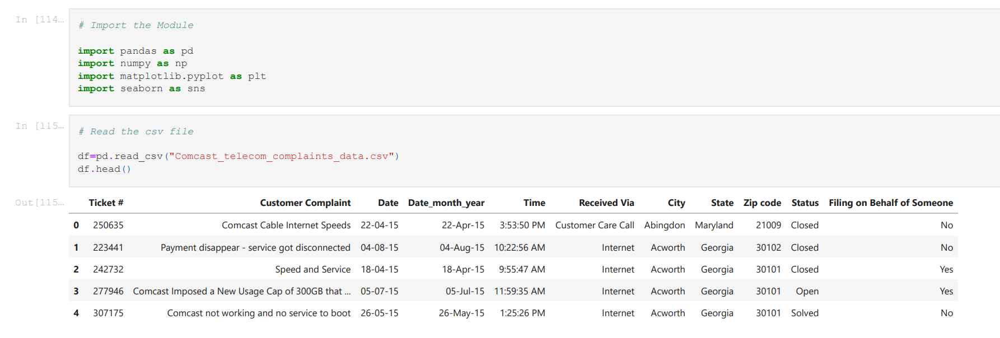 In [114…
# Import the Module
import pandas as pd
import numpy as np
import matplotlib.pyplot as plt
import seaborn as sns
In [115…
# Read the csv file
df=pd.read_csv("Comcast_telecom_complaints_data.csv")
df.head()
Out[115…
Ticket # Customer Complaint Date Date_month_year Time Received Via City State Zip code Status Filing on Behalf of Someone
0 250635 Comcast Cable Internet Speeds 22-04-15 22-Apr-15 3:53:50 PM Customer Care Call Abingdon Maryland 21009 Closed No
1 223441 Payment disappear - service got disconnected 04-08-15 04-Aug-15 10:22:56 AM Internet Acworth Georgia 30102 Closed No
2 242732 Speed and Service 18-04-15 18-Apr-15 9:55:47 AM Internet Acworth Georgia 30101 Closed Yes
3 277946 Comcast Imposed a New Usage Cap of 300GB that ... 05-07-15 05-Jul-15 11:59:35 AM Internet Acworth Georgia 30101 Open Yes
4 307175 Comcast not working and no service to boot 26-05-15 26-May-15 1:25:26 PM Internet Acworth Georgia 30101 Solved No